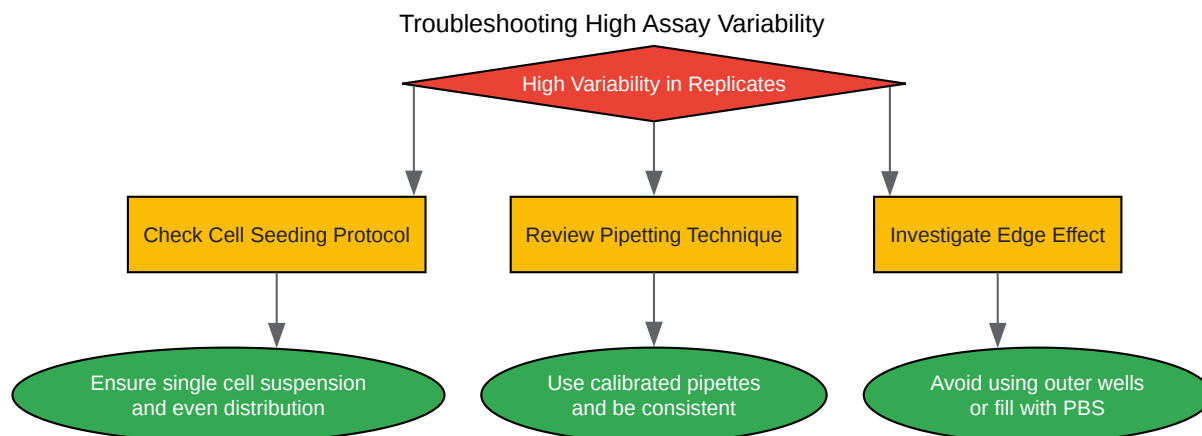 Troubleshooting High Assay Variability
High Variability in Replicates
Check Cell Seeding Protocol
Review Pipetting Technique
Investigate Edge Effect
Ensure single cell suspension
and even distribution
Use calibrated pipettes
and be consistent
Avoid using outer wells
or fill with PBS